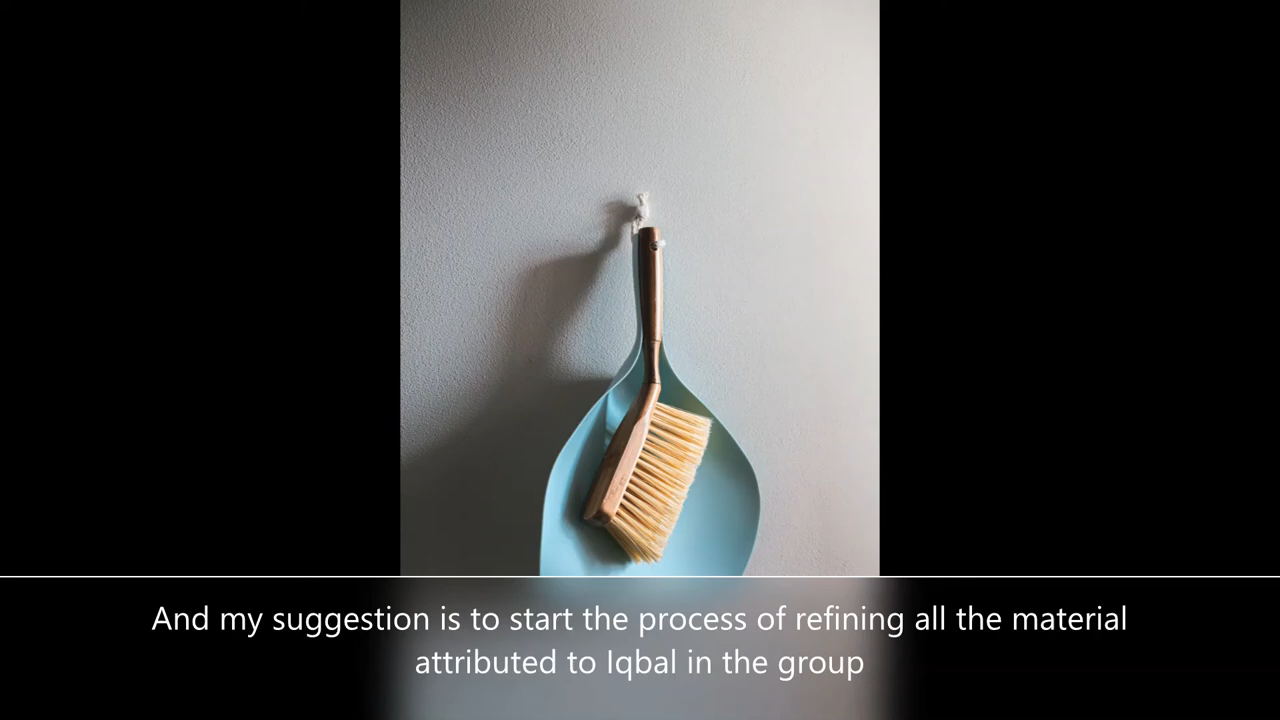 And my suggestion is to start the process of refining all the material
attributed to Iqbal in the group